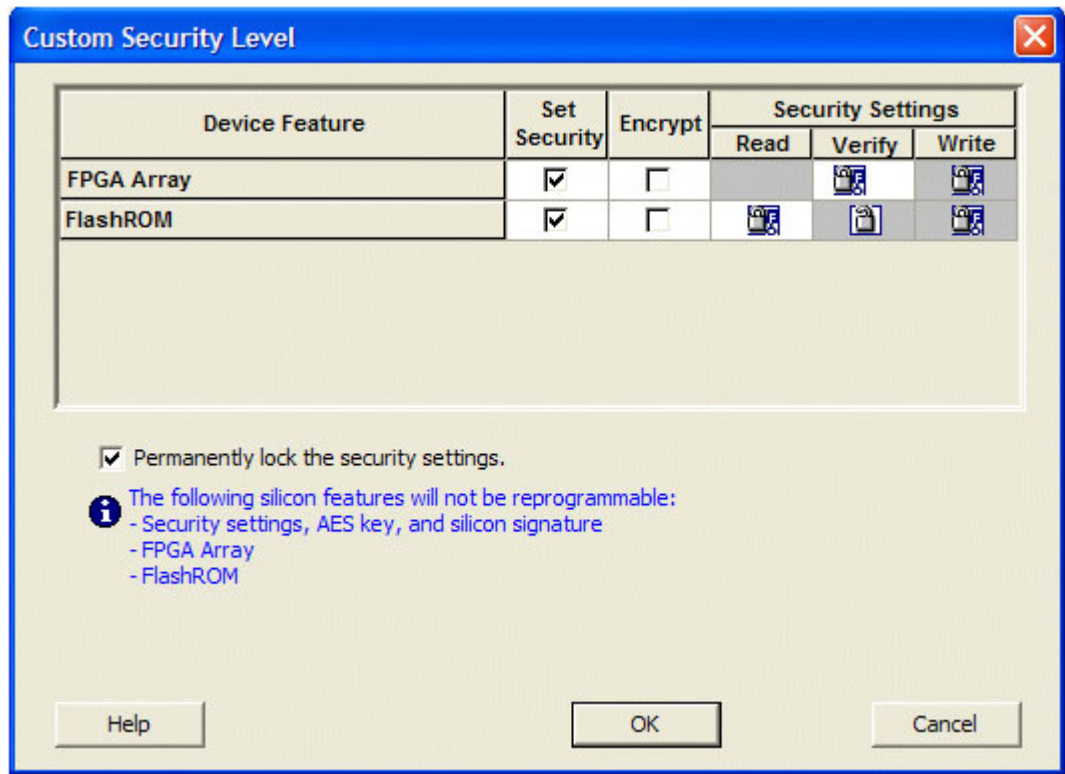 Custom Security Level
Device Feature
Set Security
Encrypt
Security Settings
Read
Verify
Write
FPGA Array
FlashROM
Permanently lock the security settings.
The following silicon features will not be reprogrammable:
- Security settings, AES key, and silicon signature
- FPGA Array
- FlashROM
Help
OK
Cancel